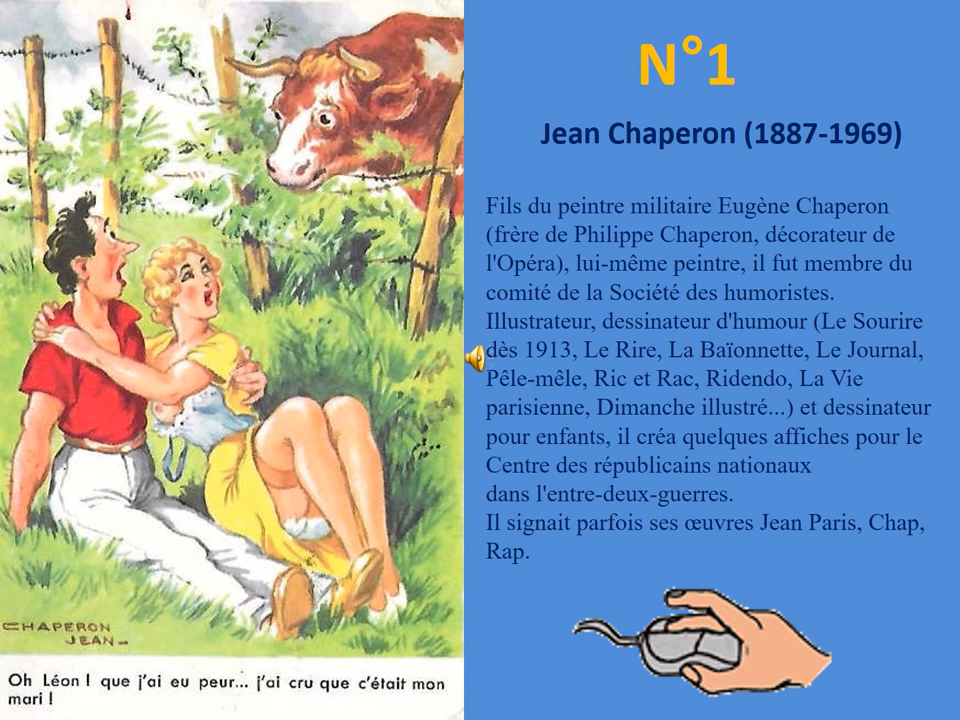 N°1
Jean Chaperon (1887-1969)
Fils du peintre militaire Eugène Chaperon
(frère de Philippe Chaperon, décorateur de
l'Opéra), lui-même peintre, il fut membre du
comité de la Société des humoristes.
Illustrateur, dessinateur d'humour (Le Sourire
dès 1913, Le Rire, La Baïonnette, Le Journal,
Pêle-mêle, Ric et Rac, Ridendo, La Vie
parisienne, Dimanche illustré...) et dessinateur
pour enfants, il créa quelques affiches pour le
Centre des républicains nationaux
dans l'entre-deux-guerres.
Il signait parfois ses œuvres Jean Paris, Chap,
Rap.
CHAPERON
JEAN
Oh Léon ! que j'ai eu peur... j'ai cru que c'était mon
mari !